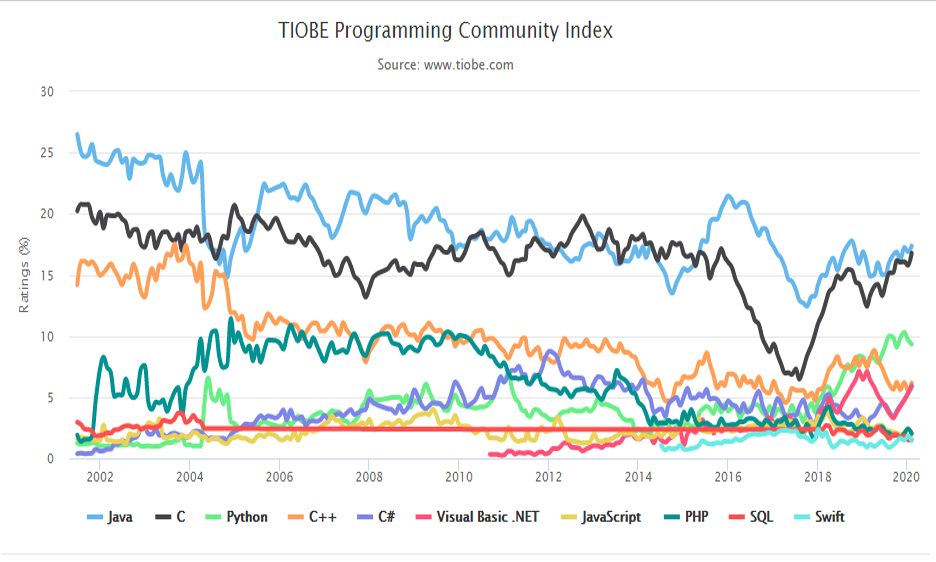 TIOBE Programming Community Index
Source: www.tiobe.com
Ratings (%)
30
25
20
15
10
5
0
2002 2004 2006 2008 2010 2012 2014 2016 2018 2020
Java C Python C++ C# Visual Basic .NET JavaScript PHP SQL Swift